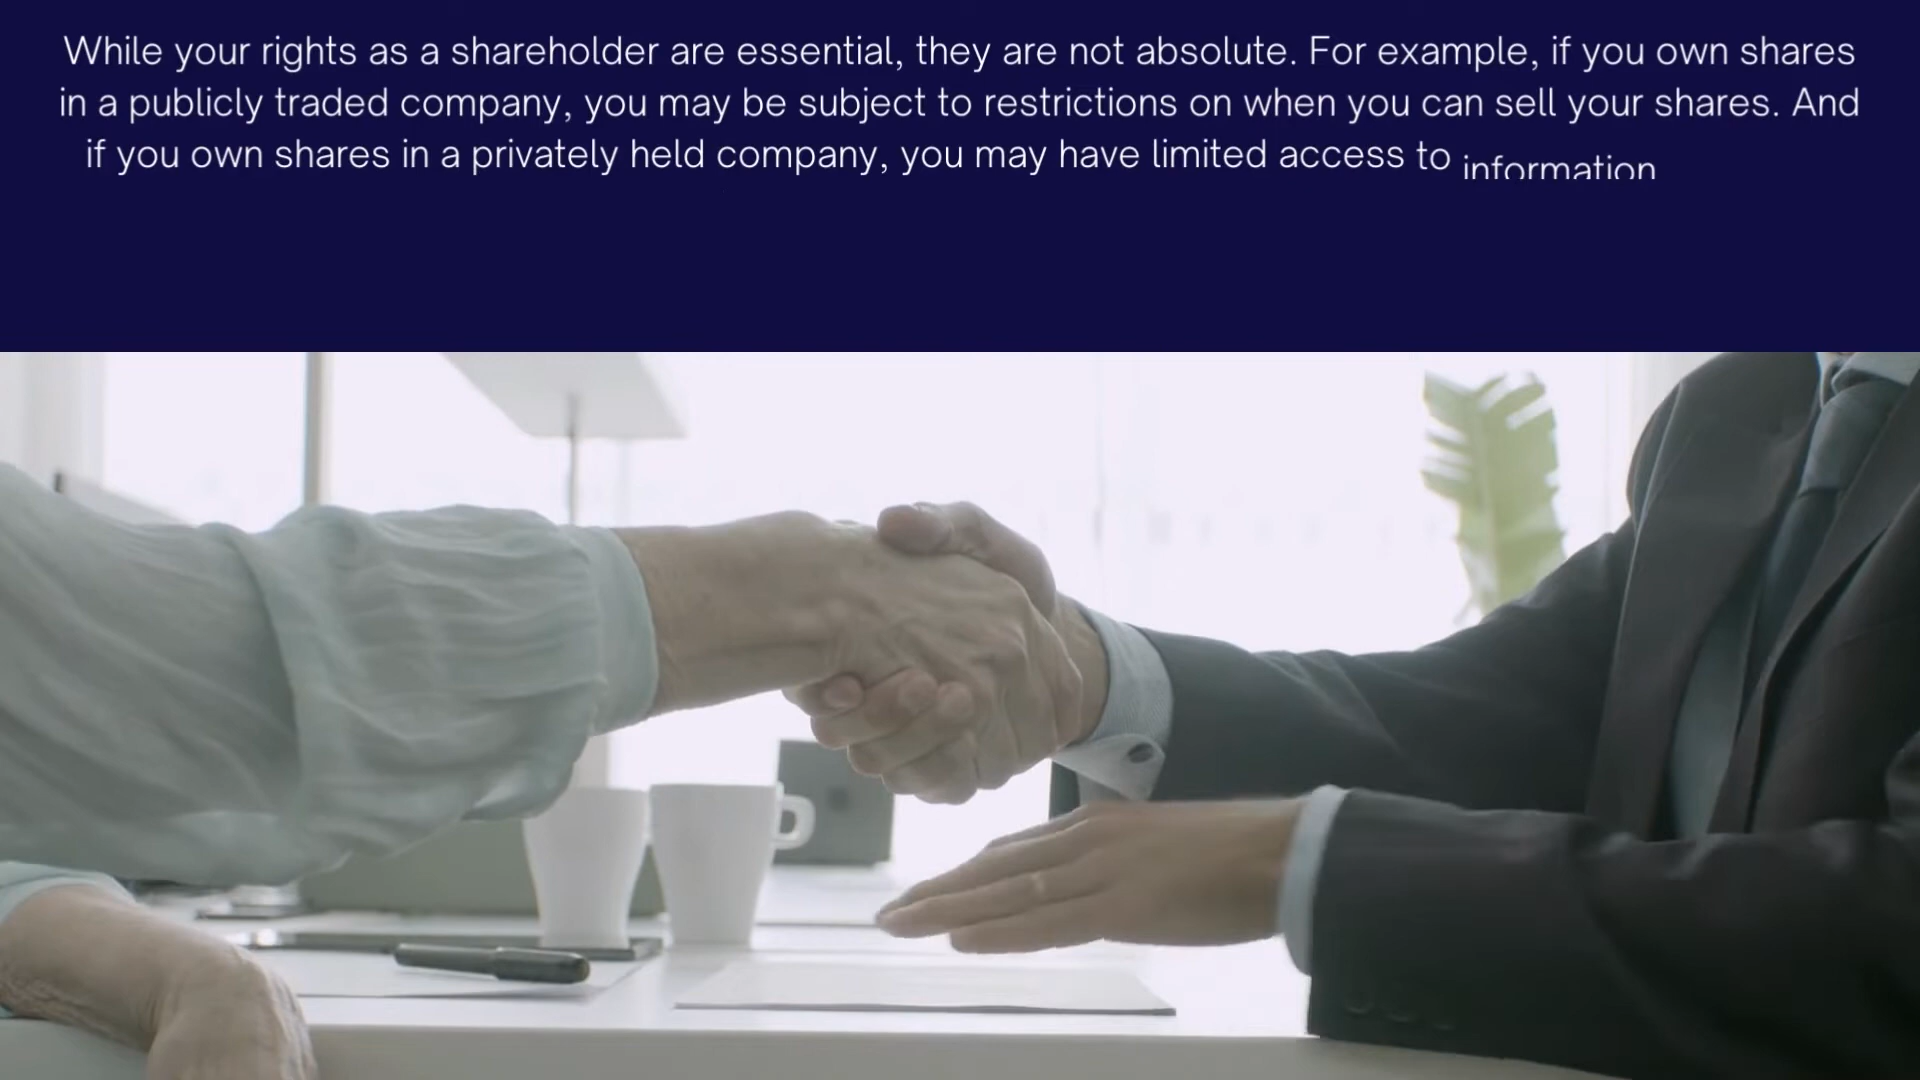 While your rights as a shareholder are essential, they are not absolute. For example, if you own shares
in a publicly traded company, you may be subject to restrictions on when you can sell your shares. And
if you own shares in a privately held company, you may have limited access to information